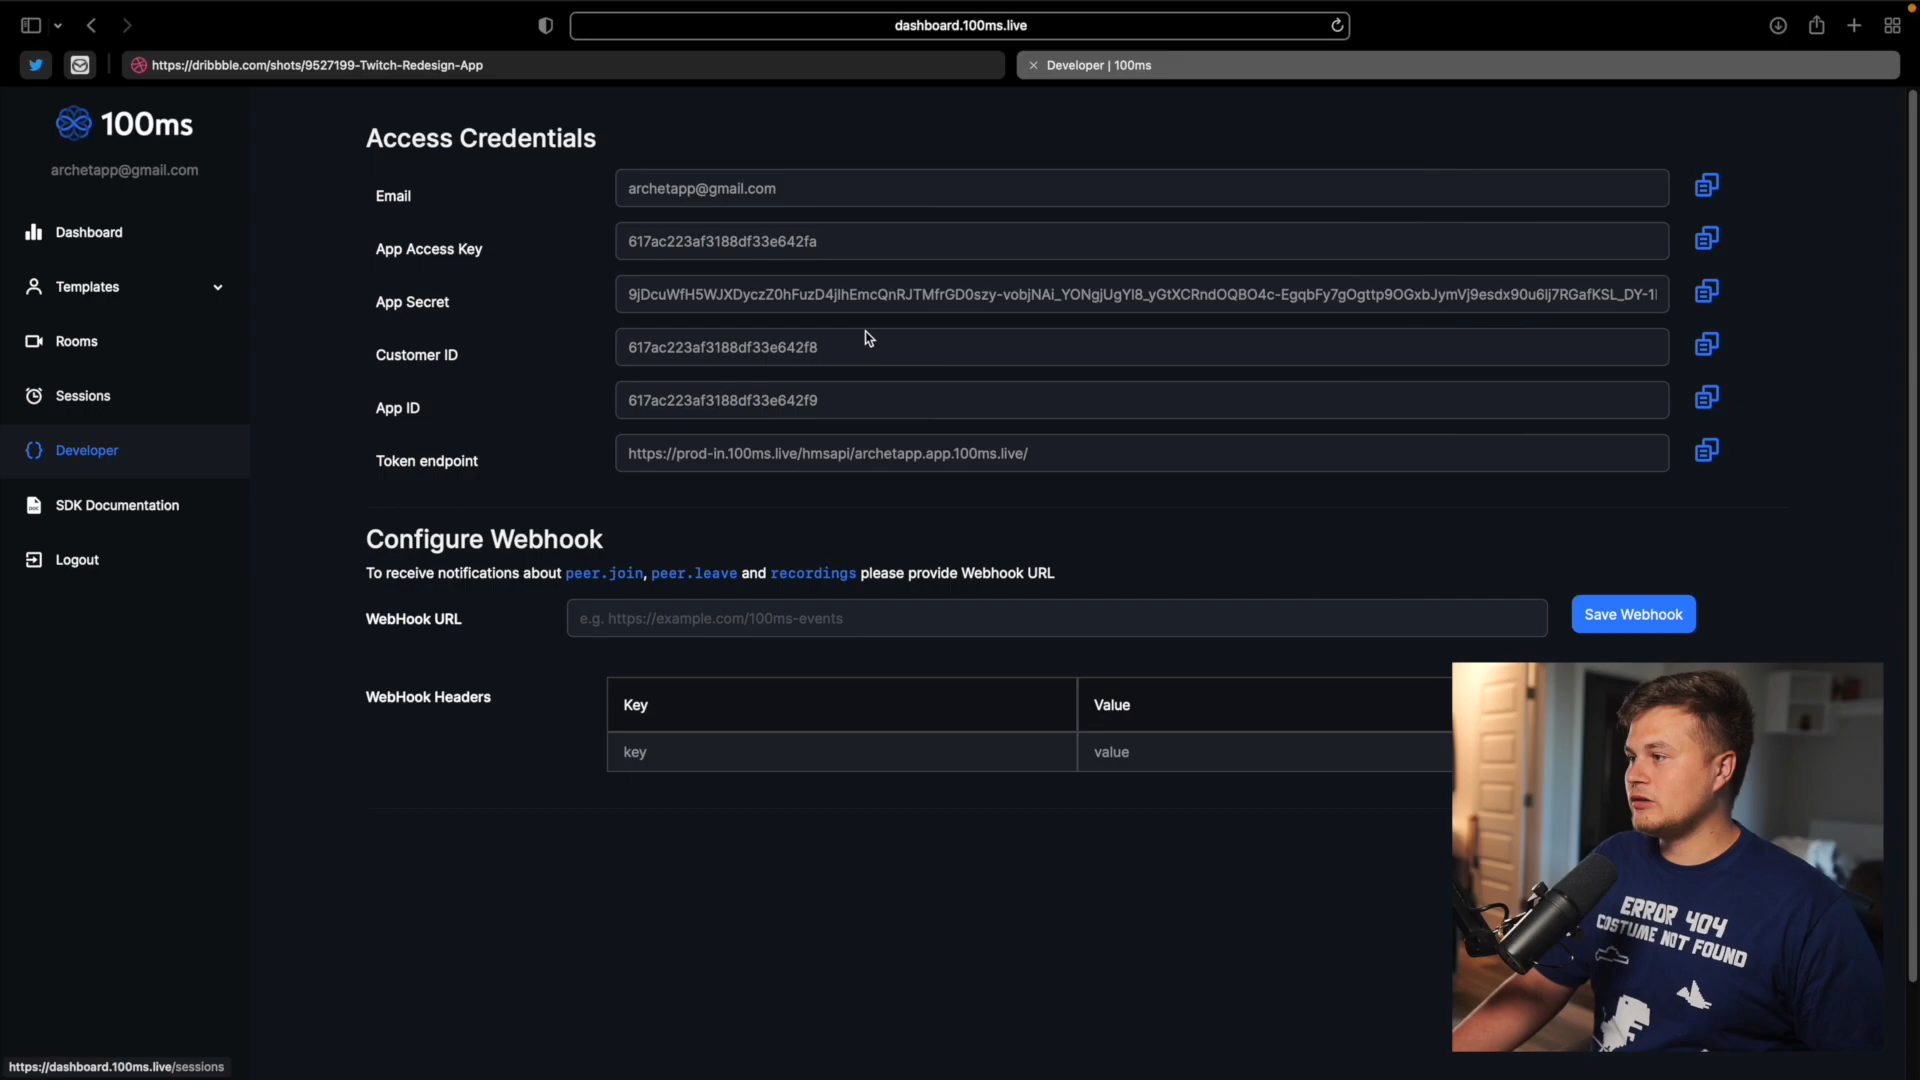 dashboard.100ms.live
https://dribbble.com/shots/9527199-Twitch-Redesign-App
Developer | 100ms
100ms
archetapp@gmail.com
Dashboard
Templates
Rooms
Sessions
Developer
SDK Documentation
Logout
Access Credentials
Email
archetapp@gmail.com
App Access Key
617ac223af3188df33e642fa
App Secret
Customer ID
617ac223af3188df33e642f8
App ID
617ac223af3188df33e642f9
Token endpoint
https://prod-in.100ms.live/hmsapi/archetapp.app.100ms.live/
Configure Webhook
To receive notifications about peer.join, peer.leave and recordings please provide Webhook URL
WebHook URL
e.g. https://example.com/100ms-events
Save Webhook
WebHook Headers
Key
Value
key
value
ERROR 404
COSTUME NOT FOUND
https://dashboard.100ms.live/sessions